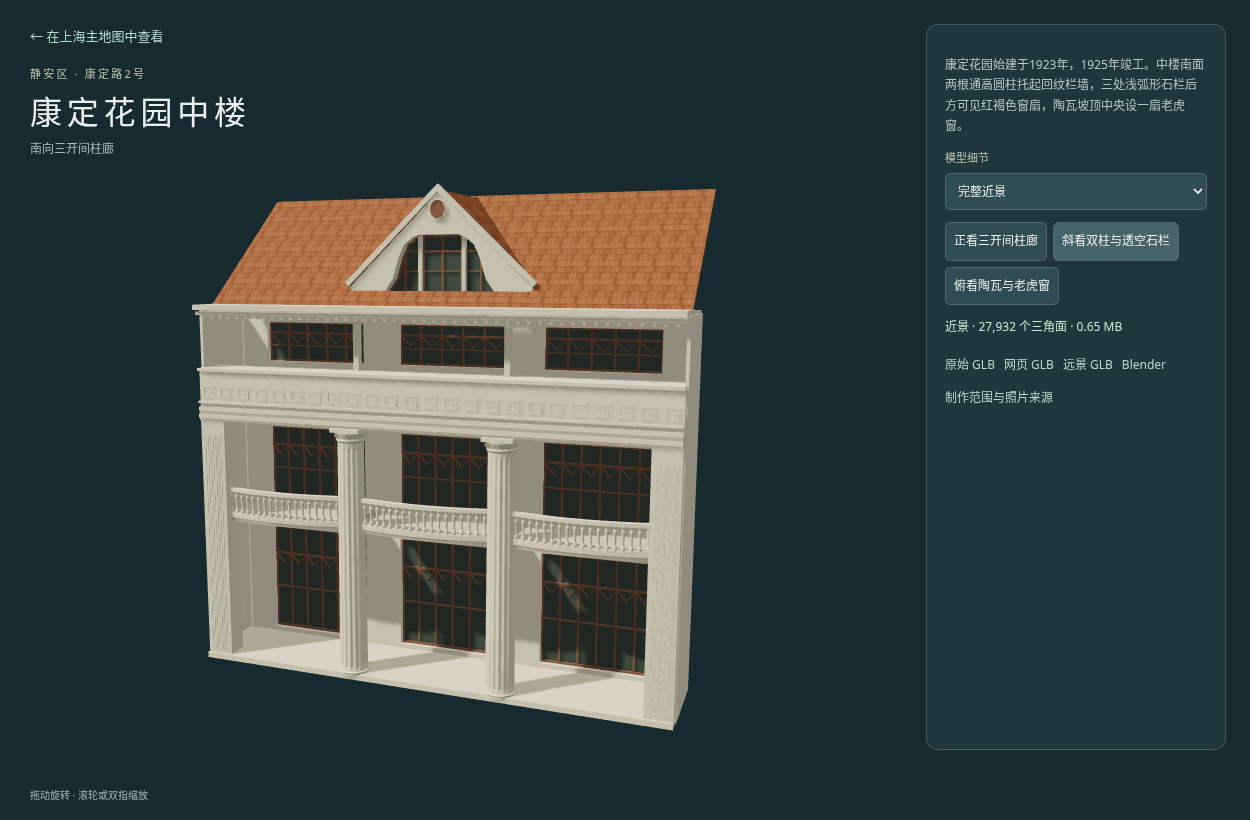 ← 在上海主地图中查看
静安区 · 康定路2号
康定花园中楼
南向三开间柱廊
康定花园始建于1923年，1925年竣工。中楼南面
两根通高圆柱托起回纹栏墙，三处浅弧形石栏后
方可见红褐色窗扇，陶瓦坡顶中央设一扇老虎
窗。
模型细节
完整近景
正看三开间柱廊 斜看双柱与透空石栏
俯看陶瓦与老虎窗
近景 · 27,932 个三角面 · 0.65 MB
原始 GLB 网页 GLB 远景 GLB Blender
制作范围与照片来源
拖动旋转 · 滚轮或双指缩放